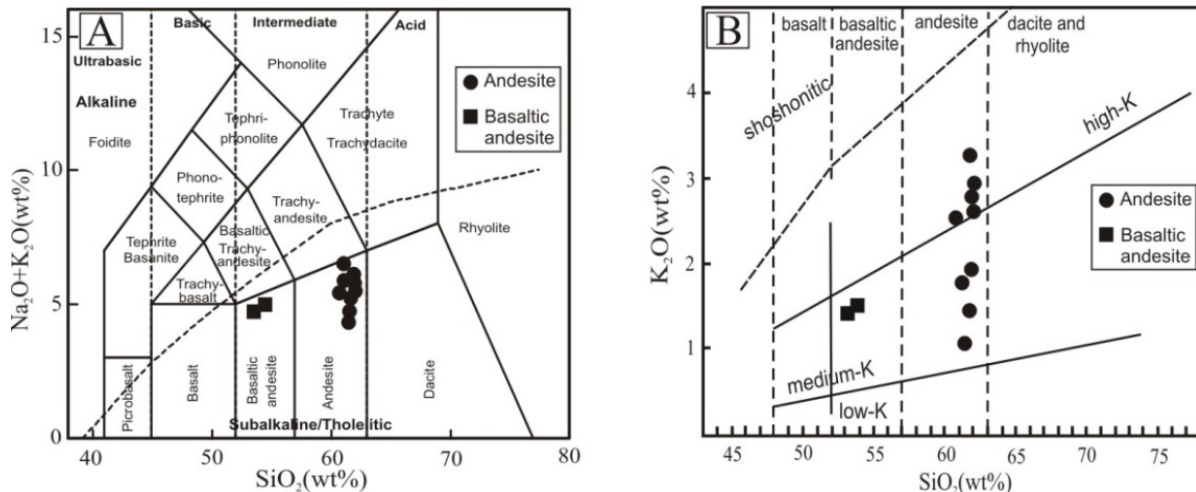 A
Basic
Intermediate
Acid
Ultrabasic
Phonolite
Alkaline
Foidite
Tephri-
phonolite
Trachyte
Trachydacite
Phono-
tephrite
Trachy-
andesite
Rhyolite
Tephrite
Basanite
Basaltic
Trachy-
andesite
Trachy-
basalt
Picrobasalt
Basalt
Basaltic
andesite
Andesite
Dacite
Subalkaline/Tholeiitic
Andesite
Basaltic
andesite
15
10
5
0
Na₂O+K₂O(wt%)
40
50
60
70
80
SiO₂(wt%)
B
basalt
basaltic
andesite
andesite
dacite and
rhyolite
shoshonitic
high-K
Andesite
Basaltic
andesite
medium-K
low-K
4
3
2
1
K₂O(wt%)
45
50
55
60
65
70
75
SiO₂(wt%)